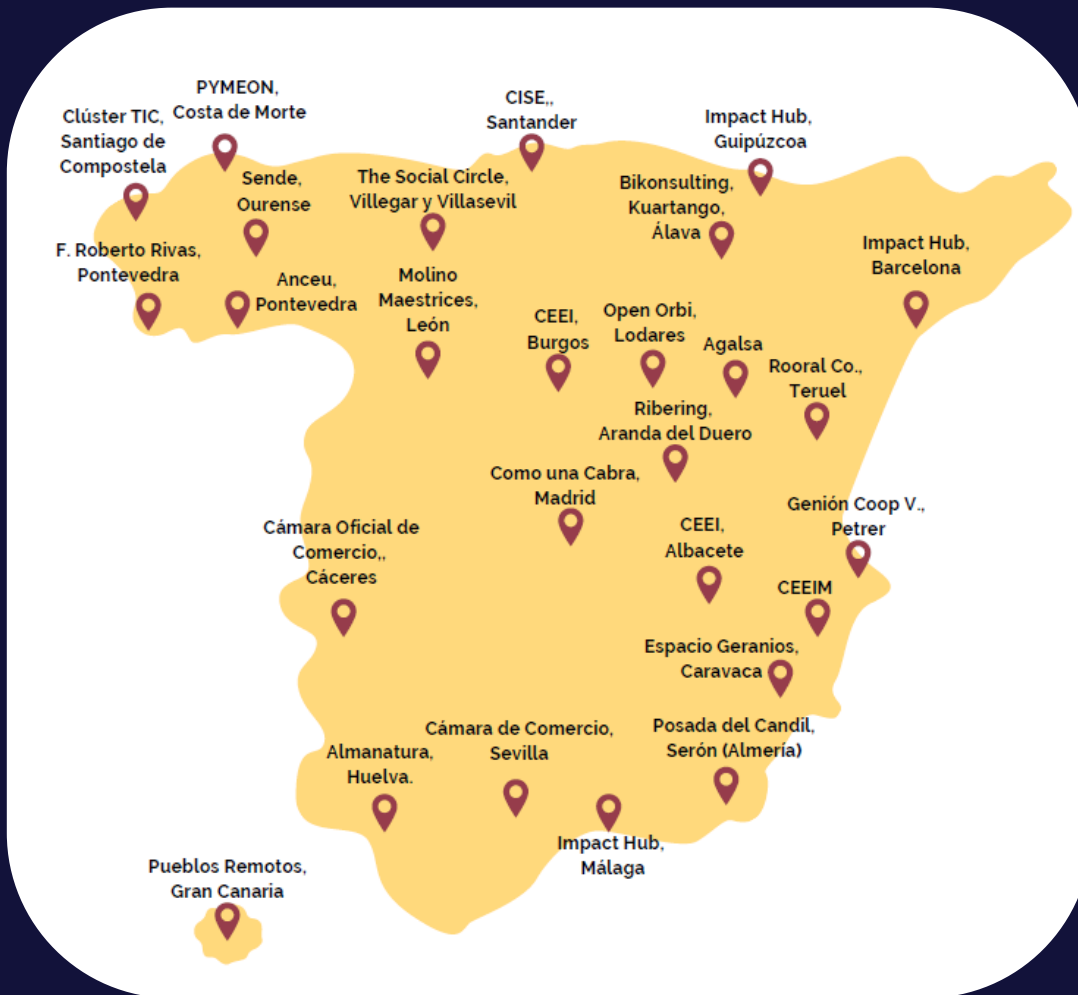 PYMEON,
Costa de Morte
Clúster TIC,
Santiago de
Compostela
CISE,,
Santander
Impact Hub,
Guipúzcoa
Sende,
Ourense
The Social Circle,
Villegar y Villasevil
Bikonsulting,
Kuartango,
Álava
F. Roberto Rivas,
Pontevedra
Anceu,
Pontevedra
Molino
Maestrices,
León
Impact Hub,
Barcelona
CEEI,
Burgos
Open Orbi,
Lodares
Agalsa
Rooral Co.,
Teruel
Ribering,
Aranda del Duero
Como una Cabra,
Madrid
Genión Coop V.,
Petrer
Cámara Oficial de
Comercio,,
Cáceres
CEEI,
Albacete
CEEIM
Espacio Geranios,
Caravaca
Cámara de Comercio,
Sevilla
Posada del Candil,
Serón (Almería)
Almanatura,
Huelva.
Impact Hub,
Málaga
Pueblos Remotos,
Gran Canaria